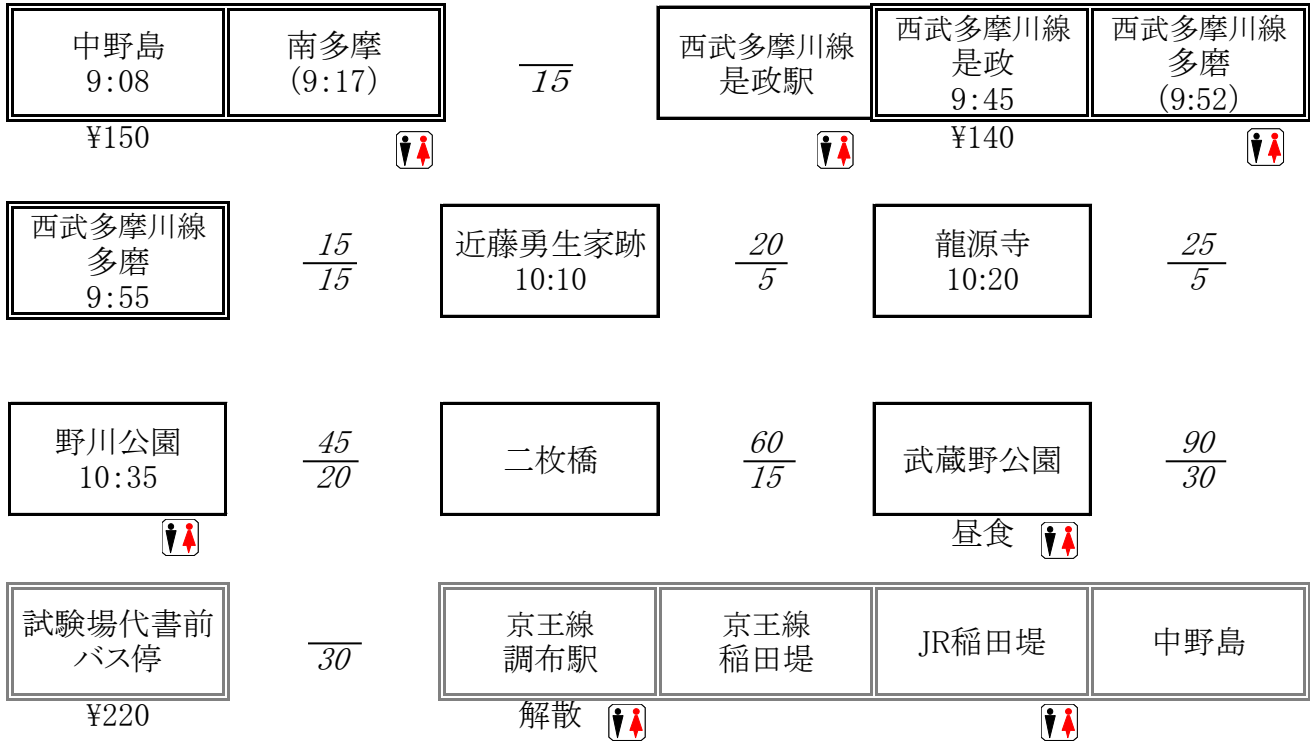 中野島
9:08
南多摩
(9:17)
15
西武多摩川線
是政駅
西武多摩川線
是政
9:45
西武多摩川線
多磨
(9:52)
¥150
¥140
西武多摩川線
多磨
9:55
15
15
近藤勇生家跡
10:10
20
5
龍源寺
10:20
25
5
野川公園
10:35
45
20
二枚橋
60
15
武蔵野公園
90
30
昼食
試験場代書前
バス停
30
京王線
調布駅
京王線
稲田堤
JR稲田堤
中野島
¥220
解散